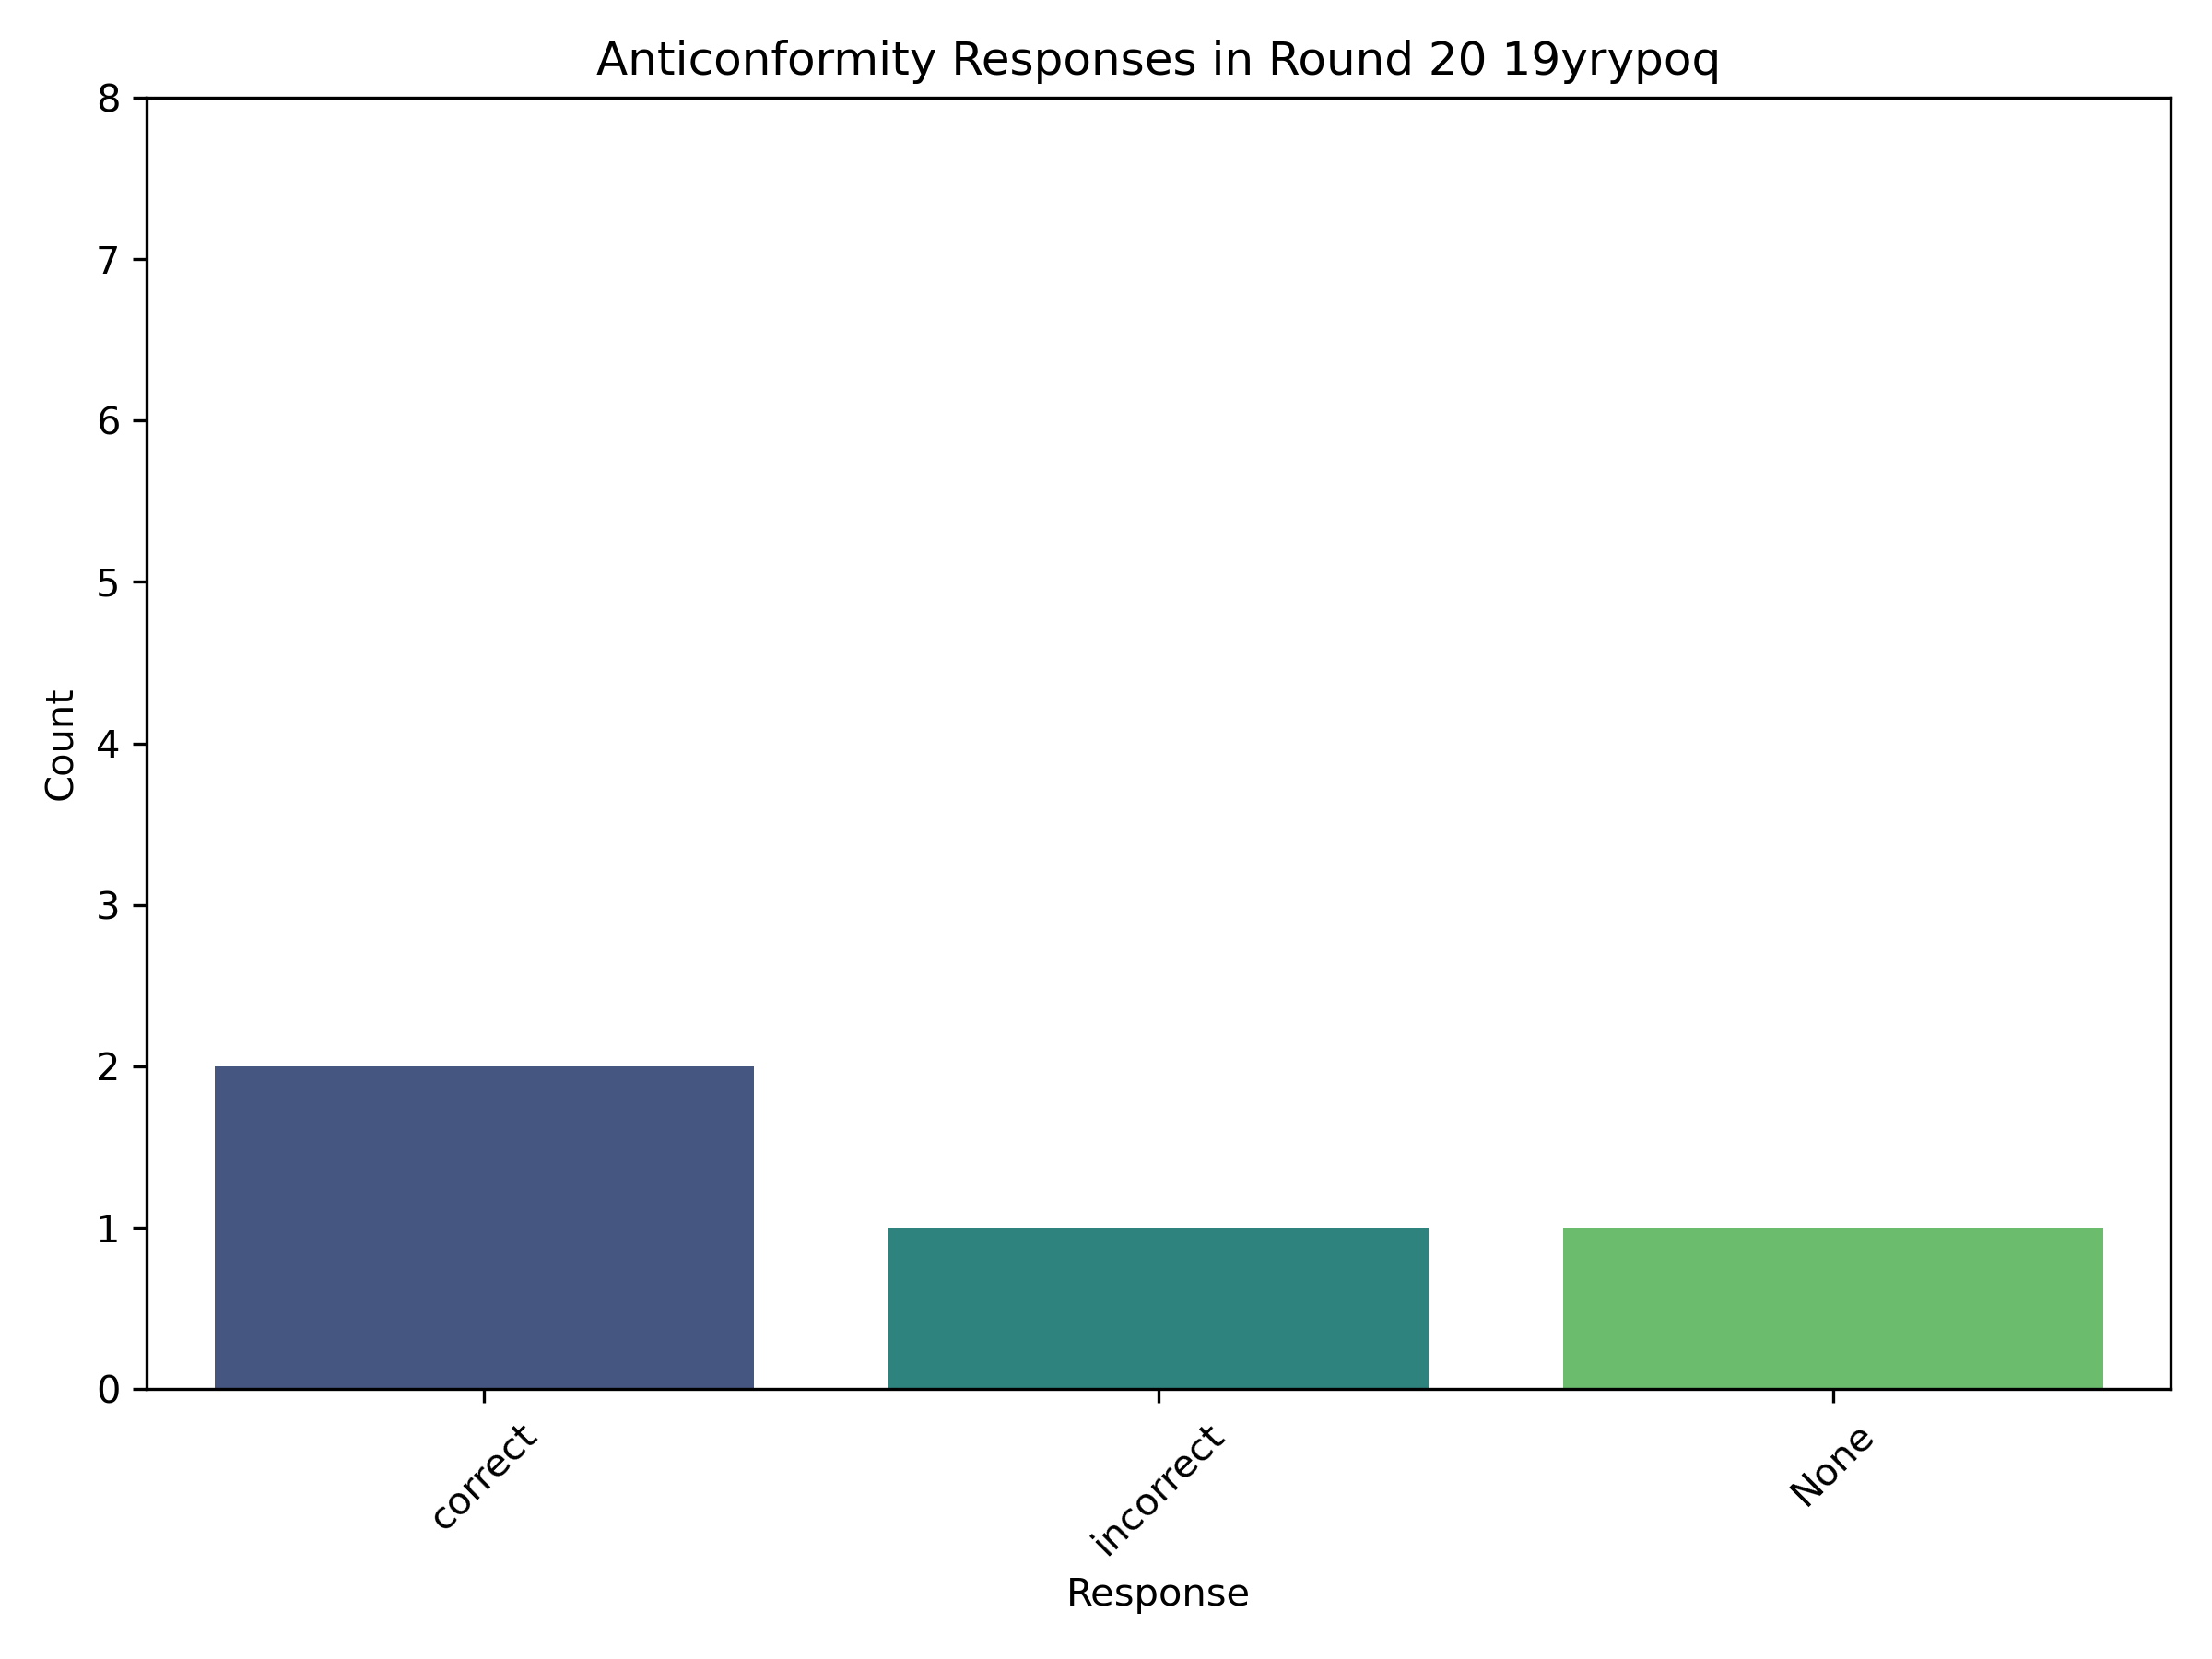 Anticonformity Responses in Round 20 19yrypoq
8
7
6
5
4
3
2
1
0
Count
correct
incorrect
None
Response